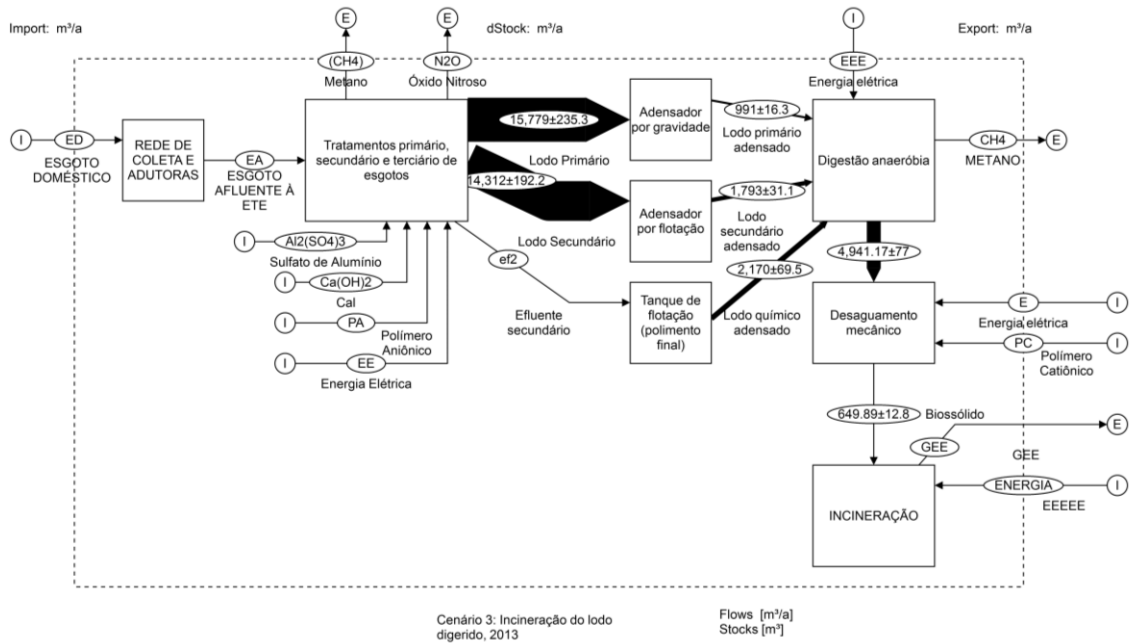 Import: m³/a
E
E
dStock: m³/a
I
Export: m³/a
(CH4)
Metano
N2O
Óxido Nitroso
EEE
Energia elétrica
I
ED
ESGOTO
DOMÉSTICO
REDE DE
COLETA E
ADUTORAS
EA
ESGOTO
AFLUENTE À
ETE
Tratamentos primário,
secundário e terciário de
esgotos
15,779±235.3
Lodo Primário
Adensador
por gravidade
991±16.3
Lodo primário
adensado
Digestão anaeróbia
CH4
METANO
E
14,312±192.2
Lodo Secundário
Adensador
por flotação
1,793±31.1
Lodo
secundário
adensado
I
Al2(SO4)3
Sulfato de Alumínio
I
Ca(OH)2
Cal
I
PA
Polímero
Aniônico
I
EE
Energia Elétrica
ef2
Efluente
secundário
Tanque de
flotação
(polimento
final)
2,170±69.5
Lodo químico
adensado
4,941.17±77
Desaguamento
mecânico
E
Energia elétrica
I
PC
Polímero
Catiônico
I
649.89±12.8
Biossólido
GEE
GEE
E
INCINERAÇÃO
ENERGIA
EEEEE
I
Cenário 3: Incineração do lodo
digerido, 2013
Flows [m³/a]
Stocks [m³]